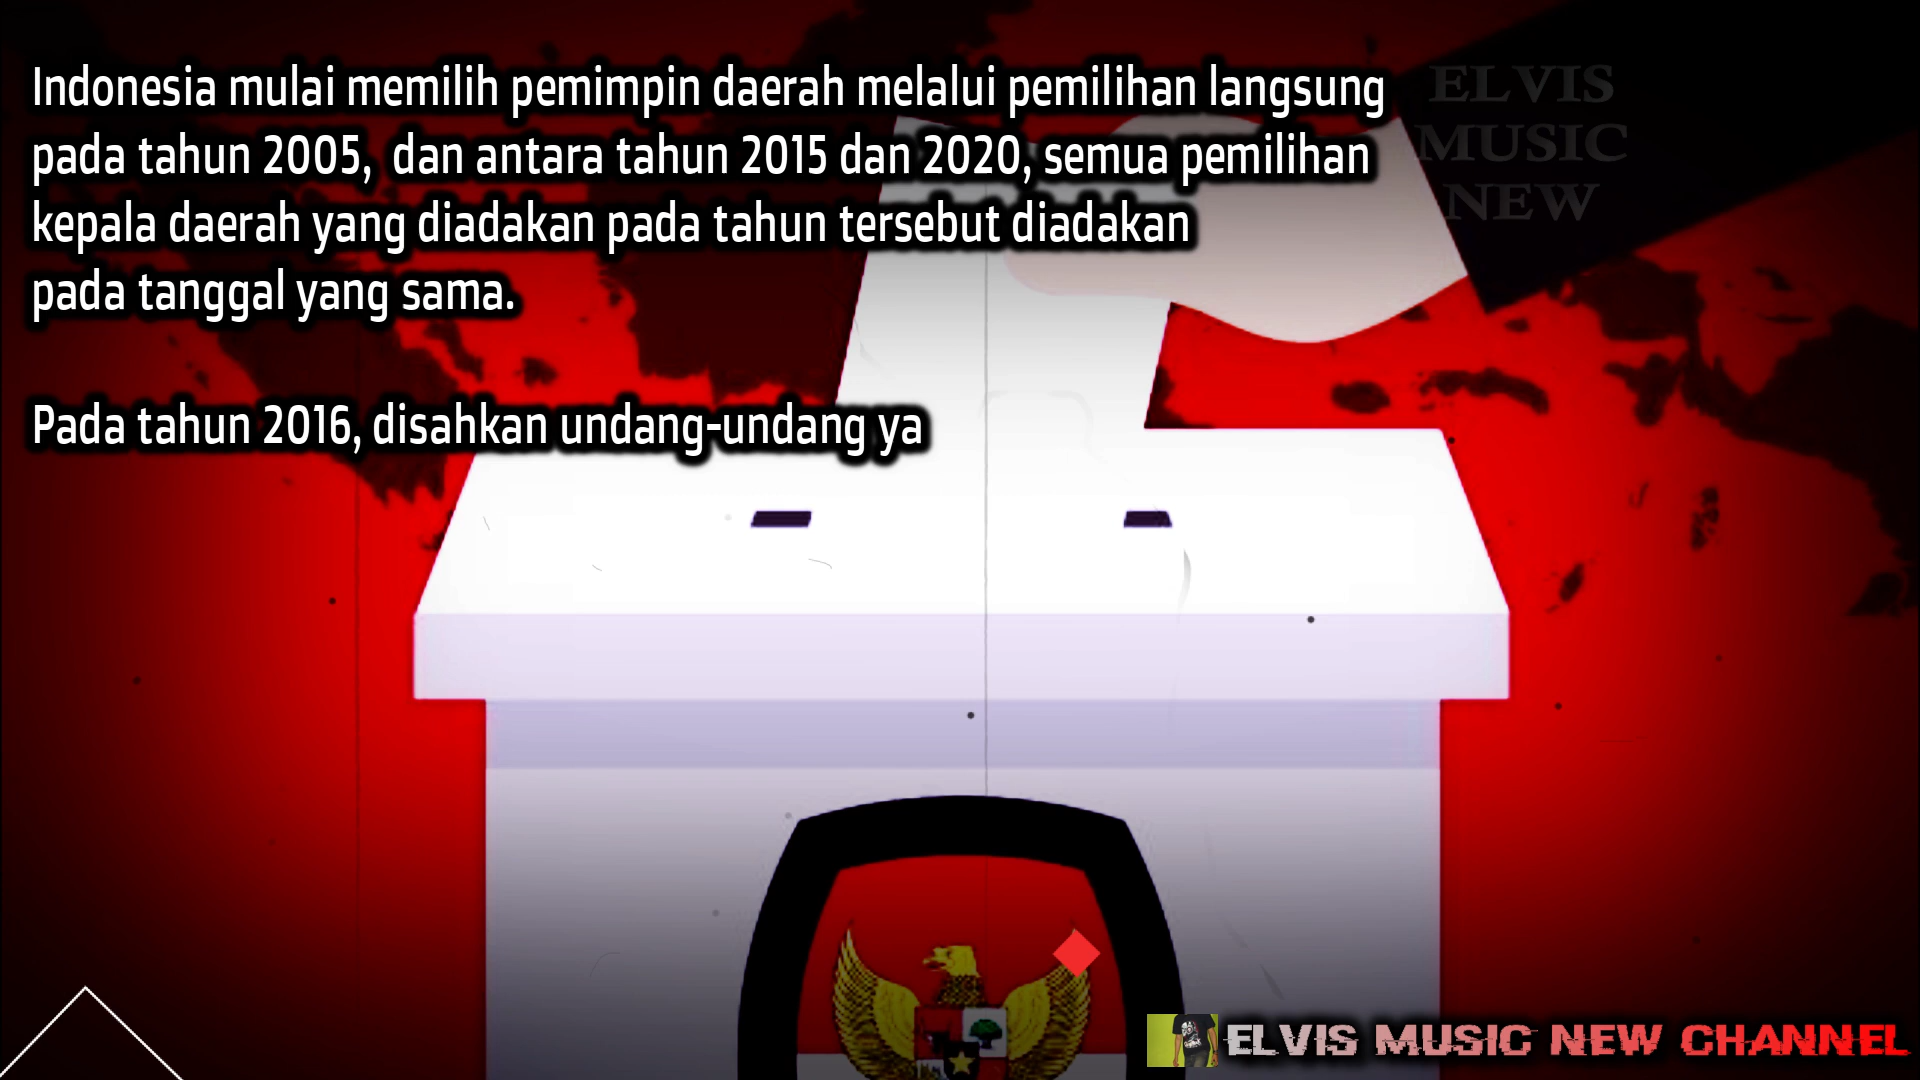 Indonesia mulai memilih pemimpin daerah melalui pemilihan langsung
pada tahun 2005,  dan antara tahun 2015 dan 2020, semua pemilihan
kepala daerah yang diadakan pada tahun tersebut diadakan
pada tanggal yang sama.
Pada tahun 2016, disahkan undang-undang ya
ELVIS
MUSIC
NEW
ELVIS MUSIC NEW CHANNEL